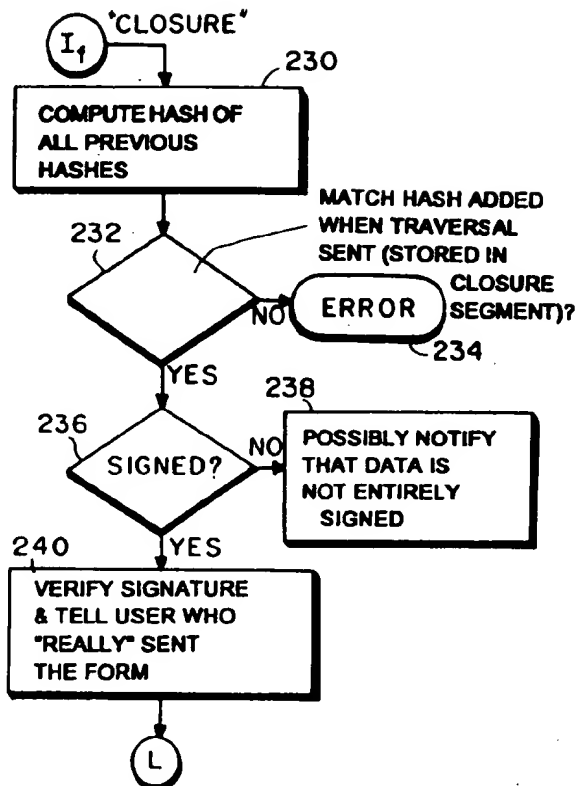 "CLOSURE"
I1
230
COMPUTE HASH OF
ALL PREVIOUS
HASHES
MATCH HASH ADDED
WHEN TRAVERSAL
SENT (STORED IN
CLOSURE
SEGMENT)?
232
NO
ERROR
234
YES
236
SIGNED?
NO
238
POSSIBLY NOTIFY
THAT DATA IS
NOT ENTIRELY
SIGNED
YES
240
VERIFY SIGNATURE
& TELL USER WHO
"REALLY" SENT
THE FORM
L